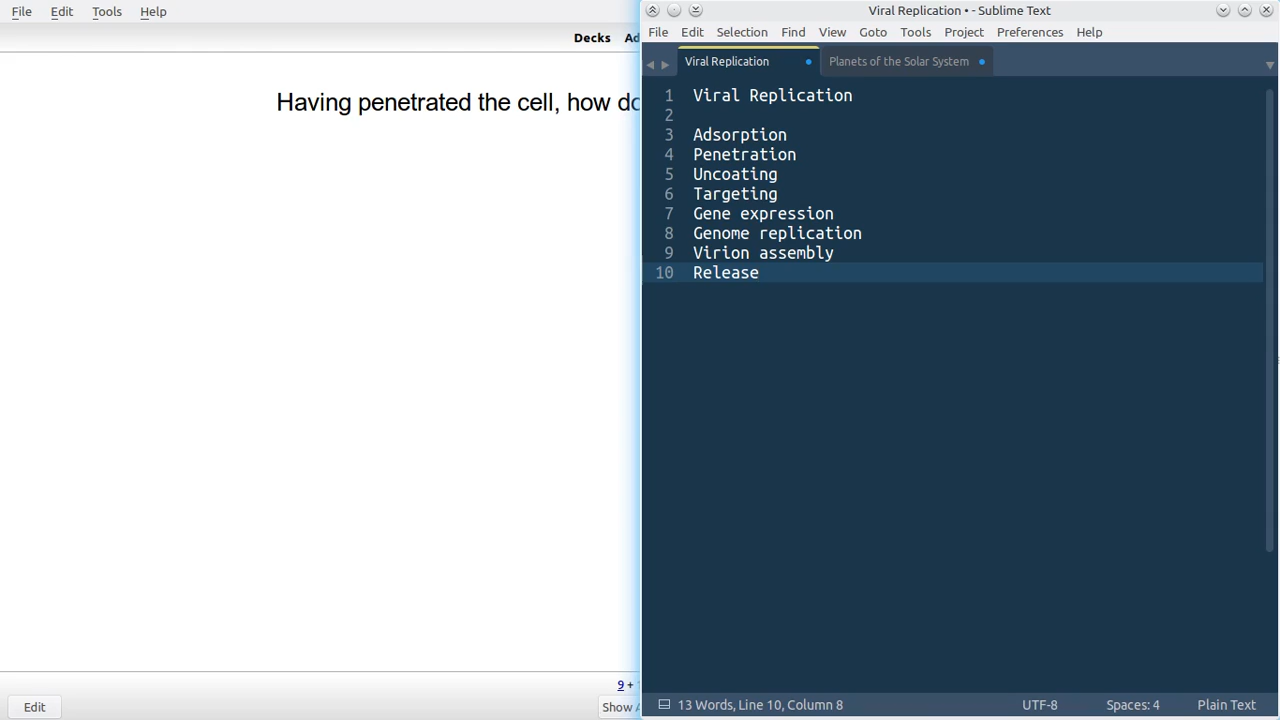 File Edit Tools Help
Decks
Having penetrated the cell, how
9 +
Edit
Show
Viral Replication • - Sublime Text
File Edit Selection Find View Goto Tools Project Preferences Help
Viral Replication
Planets of the Solar System
1 Viral Replication
2
3 Adsorption
4 Penetration
5 Uncoating
6 Targeting
7 Gene expression
8 Genome replication
9 Virion assembly
10 Release
13 Words, Line 10, Column 8
UTF-8
Spaces: 4
Plain Text